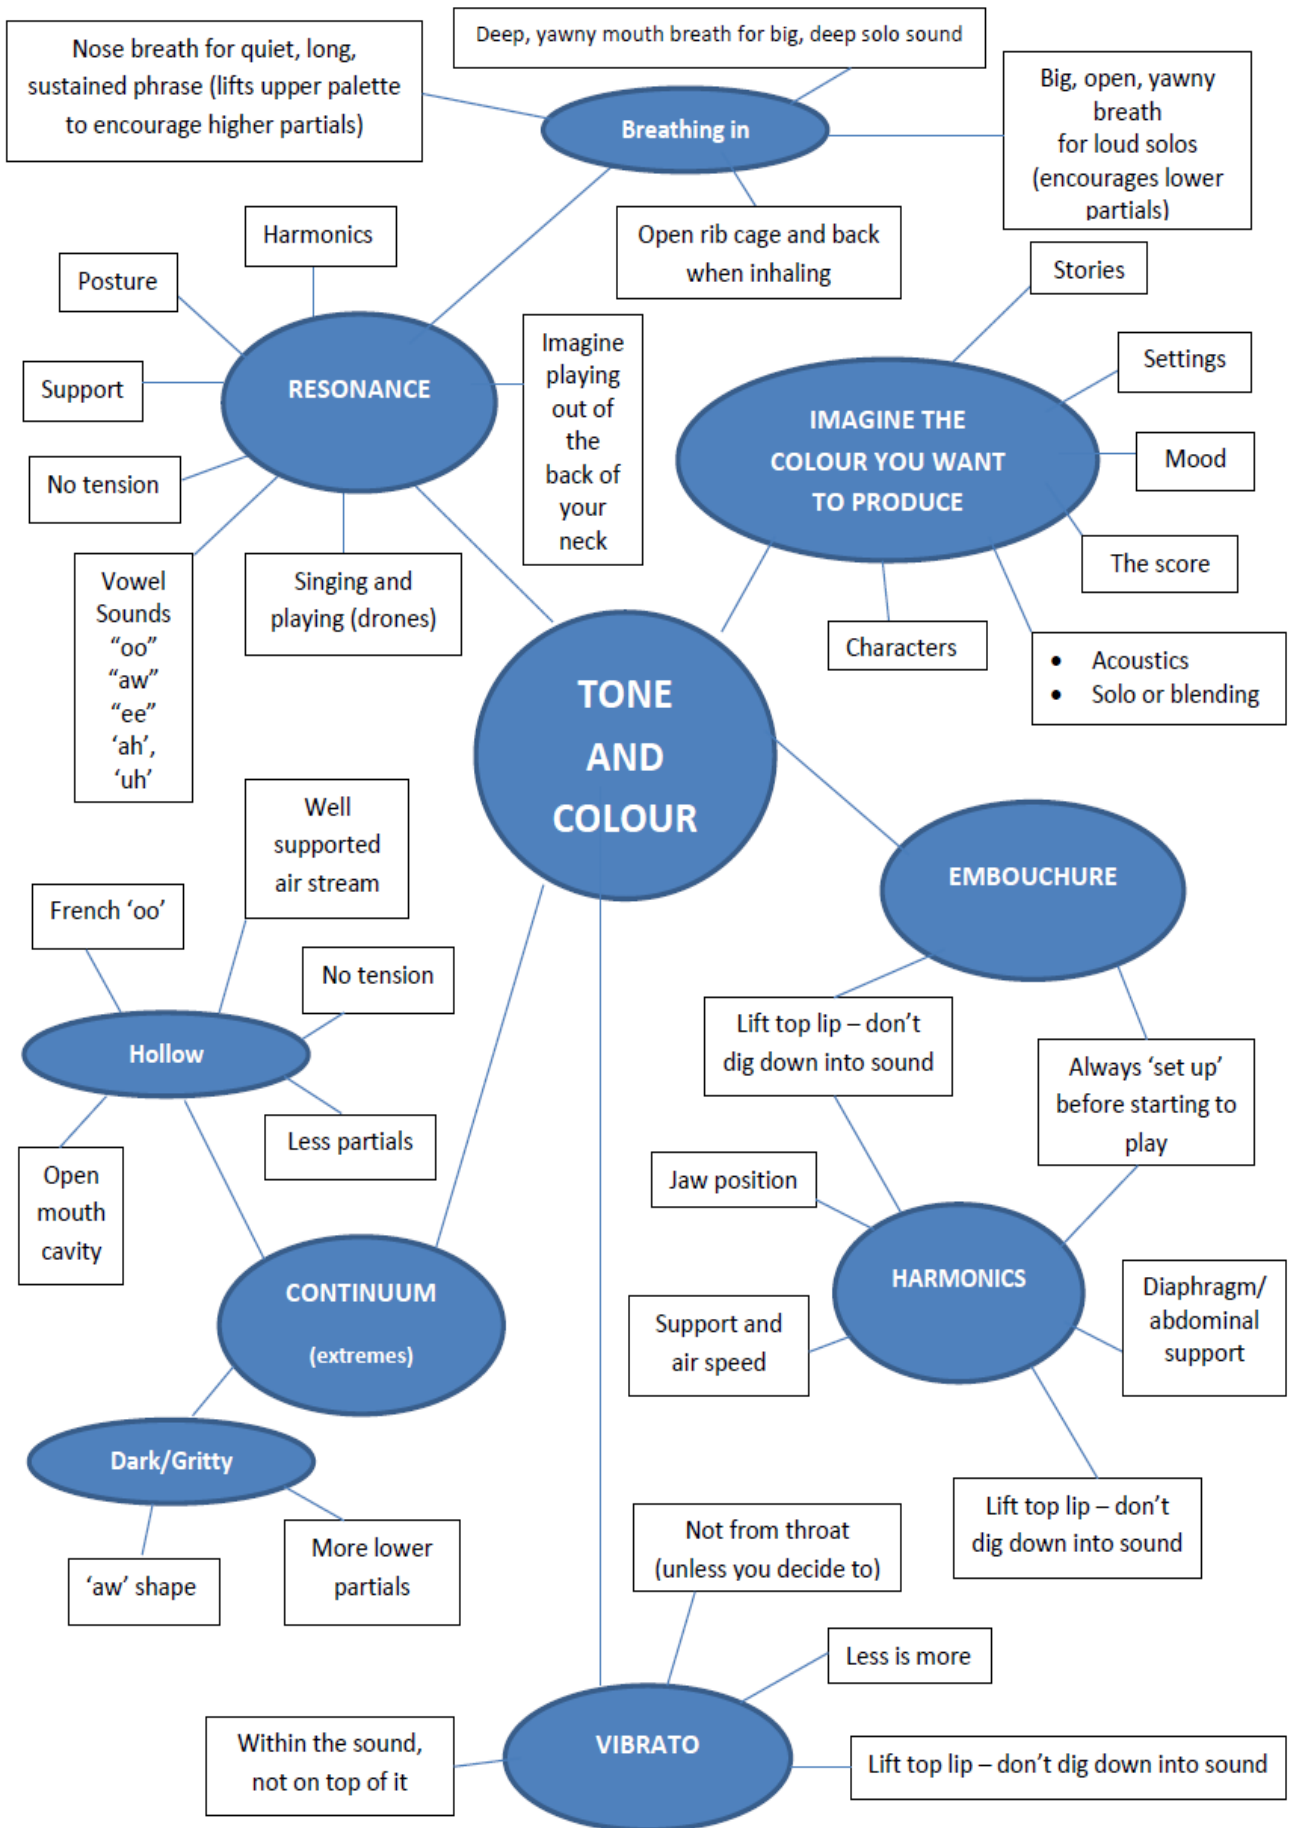 Nose breath for quiet, long,
sustained phrase (lifts upper palette
to encourage higher partials)
Deep, yawny mouth breath for big, deep solo sound
Big, open, yawny
breath
for loud solos
(encourages lower
partials)
Breathing in
Open rib cage and back
when inhaling
Harmonics
Posture
Support
No tension
RESONANCE
Imagine
playing
out of
the
back of
your
neck
Vowel
Sounds
“oo”
“aw”
“ee”
‘ah’,
‘uh’
Singing and
playing (drones)
Stories
Settings
Mood
The score
IMAGINE THE
COLOUR YOU WANT
TO PRODUCE
Characters
• Acoustics
• Solo or blending
TONE
AND
COLOUR
Well
supported
air stream
French ‘oo’
No tension
Hollow
Less partials
Open
mouth
cavity
CONTINUUM
(extremes)
Dark/Gritty
‘aw’ shape
More lower
partials
EMBOUCHURE
Lift top lip – don’t
dig down into sound
Always ‘set up’
before starting to
play
Jaw position
HARMONICS
Support and
air speed
Diaphragm/
abdominal
support
Lift top lip – don’t
dig down into sound
Not from throat
(unless you decide to)
Less is more
Within the sound,
not on top of it
VIBRATO
Lift top lip – don’t dig down into sound